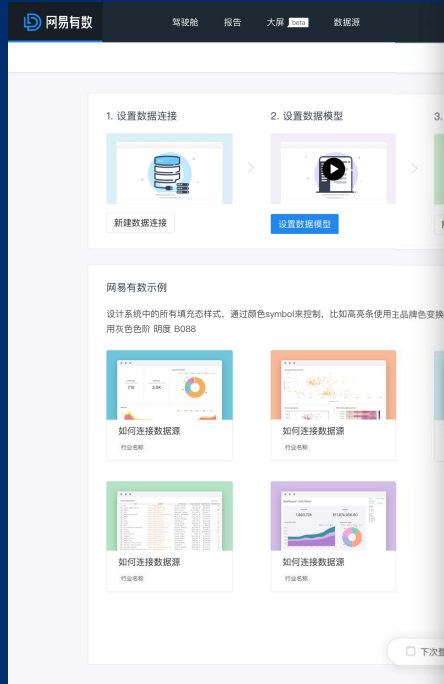 网易有数
驾驶舱 报告 大屏 beta 数据源
1. 设置数据连接
2. 设置数据模型
3.
新建数据连接
设置数据模型
网易有数示例
设计系统中的所有填充态样式，通过颜色symbol来控制，比如高亮条使用主品牌色变换
用灰色色阶 明度 B088
如何连接数据源
行业名称
如何连接数据源
行业名称
如何连接数据源
行业名称
如何连接数据源
行业名称
下次登